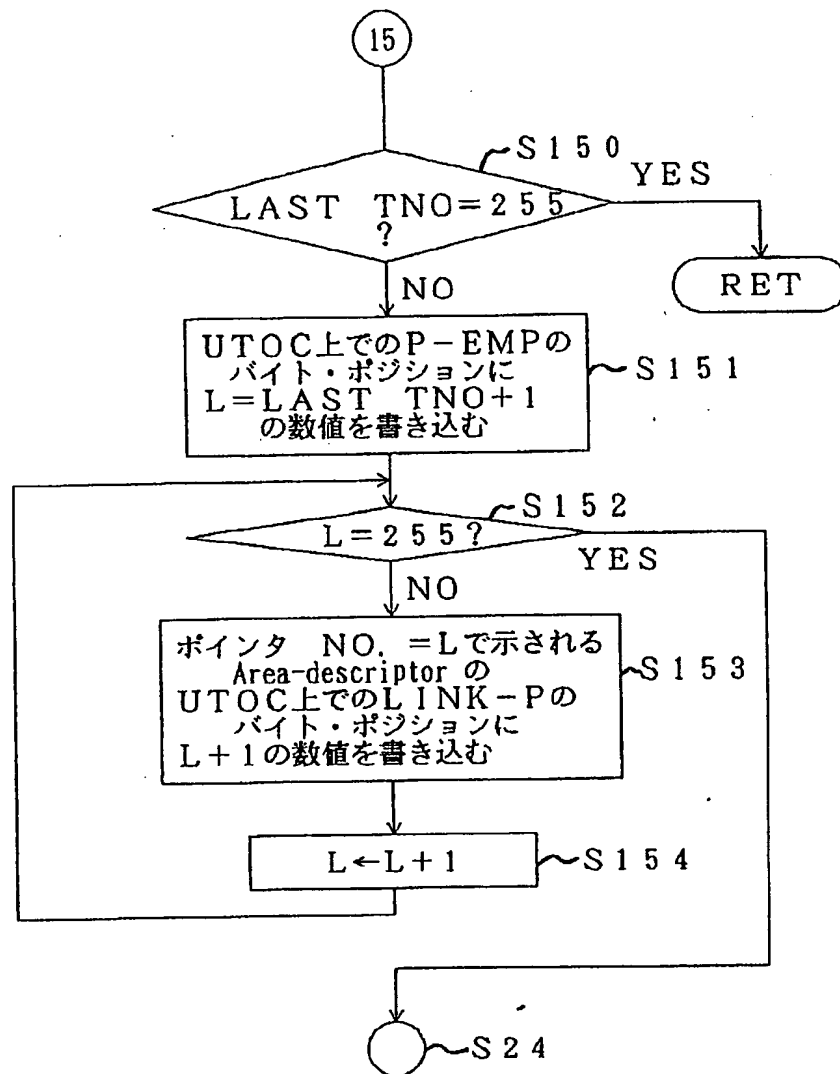 15
S150
YES
LAST TNO=255
?
RET
NO
UTOC上でのP-EMPの
バイト・ポジションに
L=LAST TNO+1
の数値を書き込む
S151
S152
L=255?
YES
NO
ポインタ NO. =Lで示される
Area-descriptor の
UTOC上でのLINK-Pの
バイト・ポジションに
L+1の数値を書き込む
S153
L←L+1
S154
S24